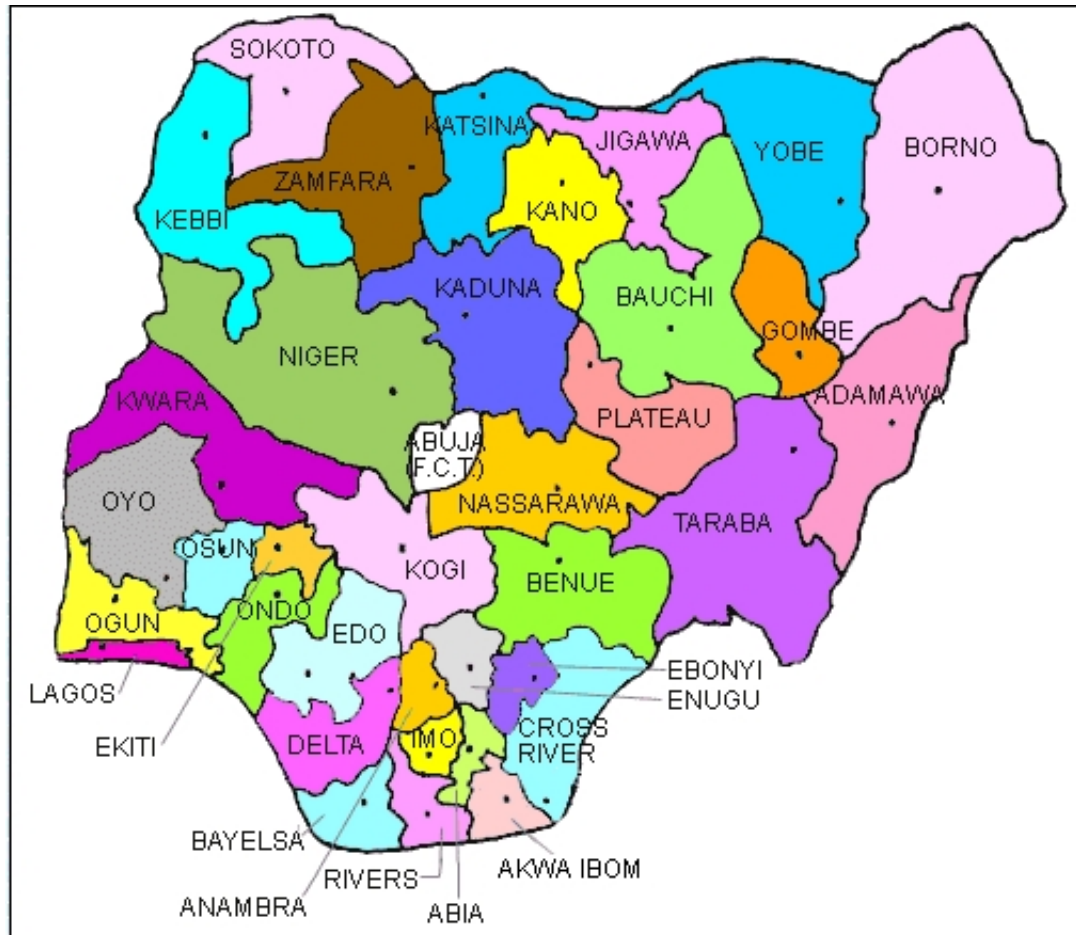 SOKOTO
KATSINA
JIGAWA
YOBE
BORNO
ZAMFARA
KEBBI
KANO
KADUNA
BAUCHI
GOMBE
NIGER
ADAMAWA
KWARA
PLATEAU
ABUJA
(F.C.T.)
OYO
NASSARAWA
TARABA
OSUN
KOGI
BENUE
OGUN
ONDO
EDO
EBONYI
LAGOS
ENUGU
EKITI
DELTA
IMO
CROSS
RIVER
BAYELSA
RIVERS
AKWA IBOM
ANAMBRA
ABIA